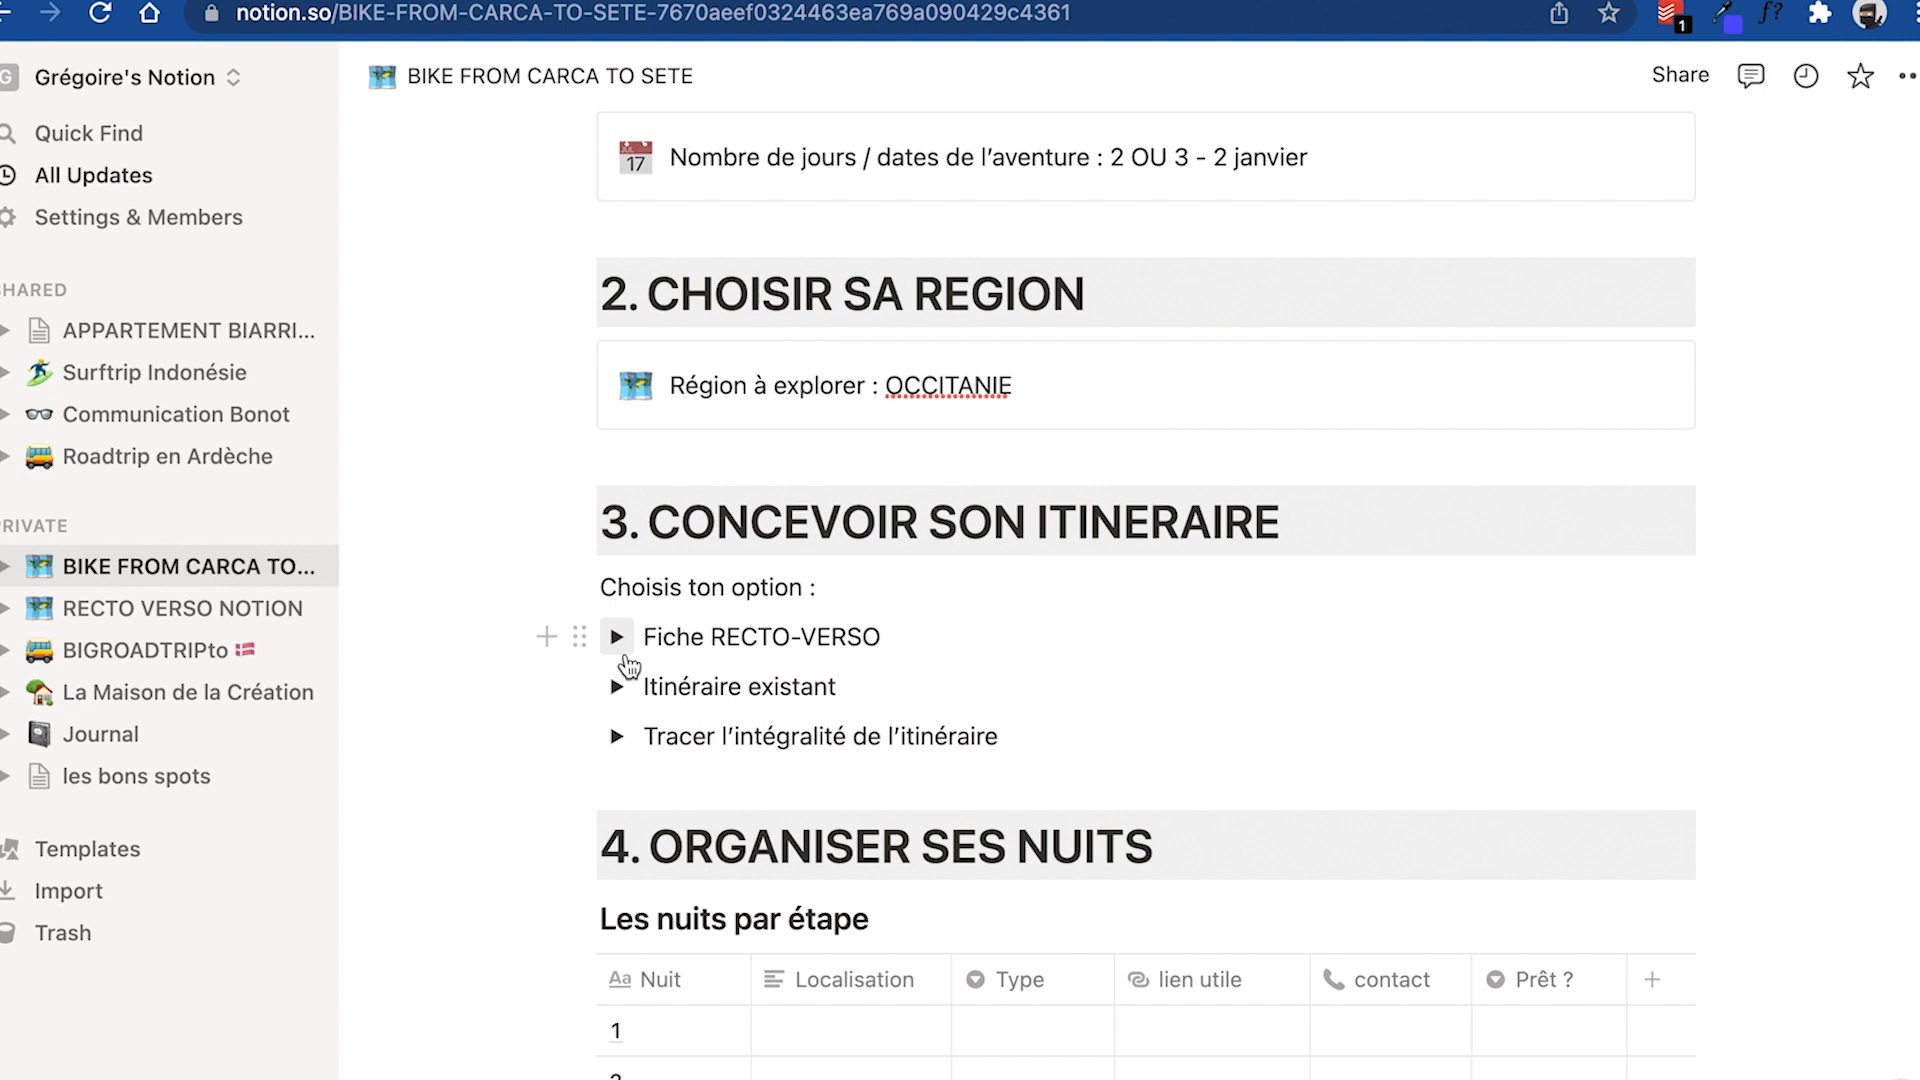 notion.so/BIKE-FROM-CARCA-TO-SETE-7670aeef0324463ea769a090429c4361
1
f?
G Grégoire's Notion
BIKE FROM CARCA TO SETE
Share
Quick Find
All Updates
Settings & Members
HARED
APPARTEMENT BIARRI...
Surftrip Indonésie
Communication Bonot
Roadtrip en Ardèche
RIVATE
BIKE FROM CARCA TO...
RECTO VERSO NOTION
BIGROADTRIPto
La Maison de la Création
Journal
les bons spots
Templates
Import
Trash
JUL
17
Nombre de jours / dates de l'aventure : 2 OU 3 - 2 janvier
2. CHOISIR SA REGION
Région à explorer : OCCITANIE
3. CONCEVOIR SON ITINERAIRE
Choisis ton option :
Fiche RECTO-VERSO
Itinéraire existant
Tracer l'intégralité de l'itinéraire
4. ORGANISER SES NUITS
Les nuits par étape
Aa Nuit
Localisation
Type
lien utile
contact
Prêt ?
1